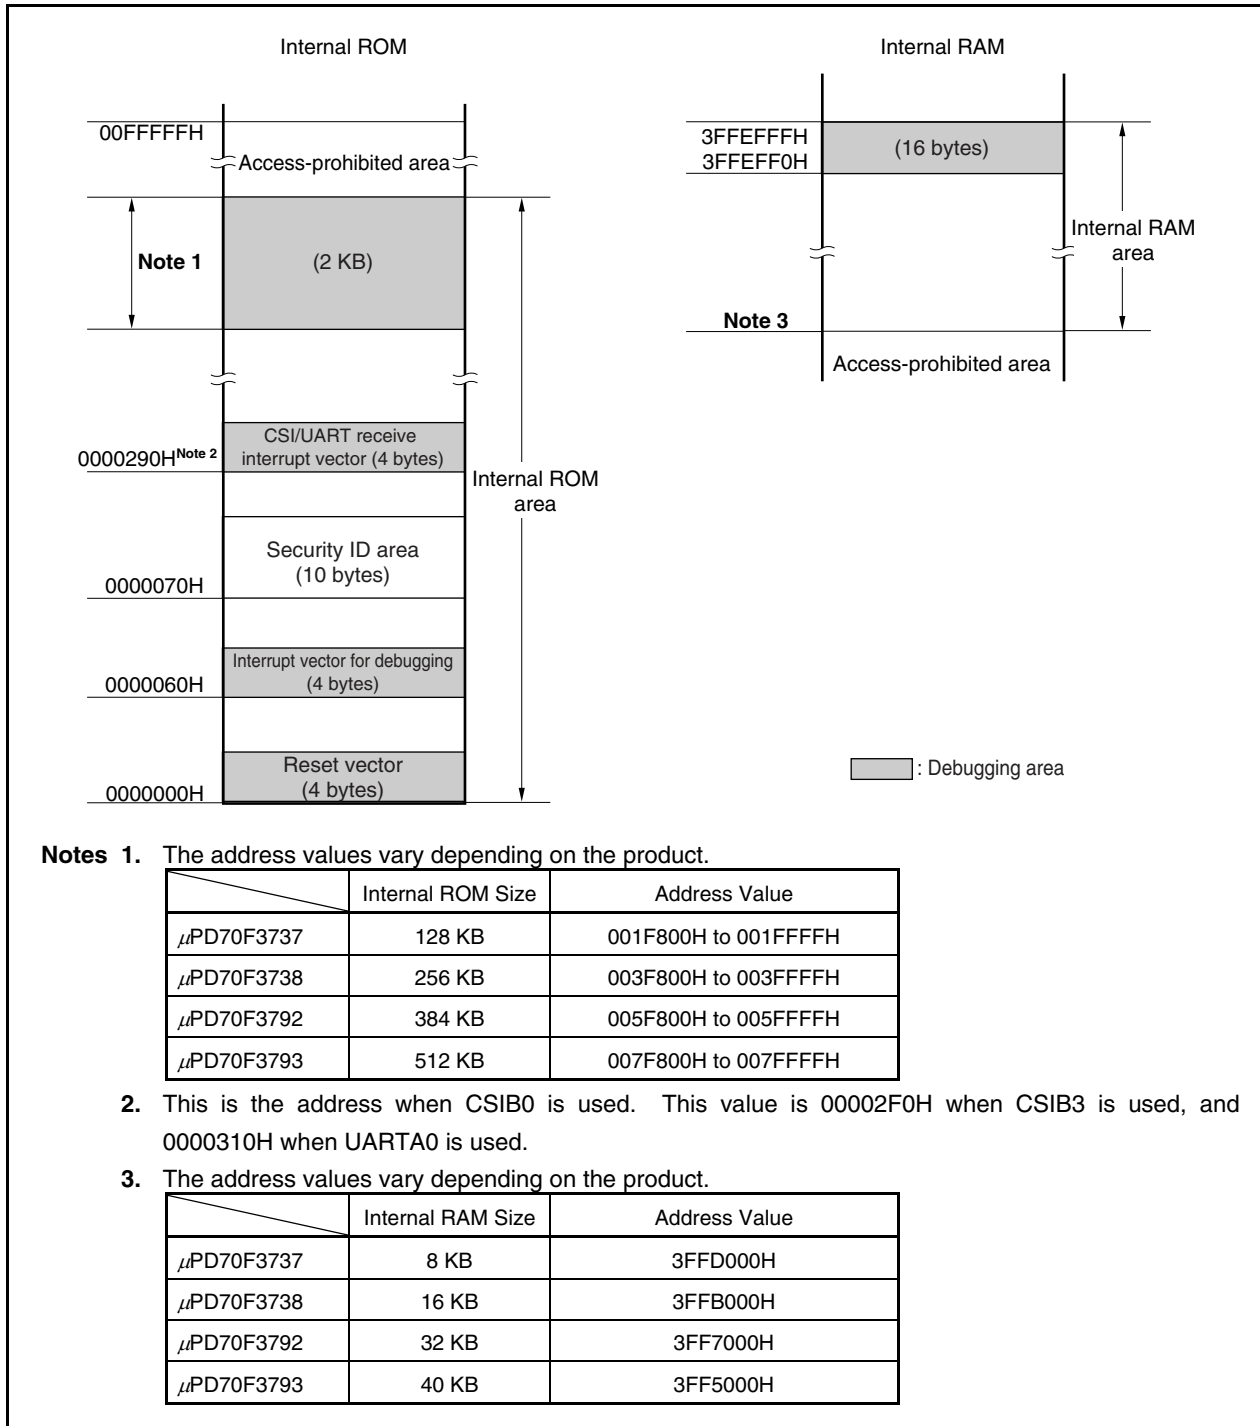 Internal ROM
00FFFFFH
Access-prohibited area
Note 1
(2 KB)
CSI/UART receive
interrupt vector (4 bytes)
0000290H Note 2
Internal ROM
area
Security ID area
(10 bytes)
0000070H
Interrupt vector for debugging
(4 bytes)
0000060H
Reset vector
(4 bytes)
0000000H
Internal RAM
3FFEFFFH
3FFEFF0H
(16 bytes)
Internal RAM
area
Note 3
Access-prohibited area
: Debugging area
Notes 1. The address values vary depending on the product.
Internal ROM Size Address Value
μPD70F3737 128 KB 001F800H to 001FFFFH
μPD70F3738 256 KB 003F800H to 003FFFFH
μPD70F3792 384 KB 005F800H to 005FFFFH
μPD70F3793 512 KB 007F800H to 007FFFFH
2. This is the address when CSIB0 is used. This value is 00002F0H when CSIB3 is used, and
0000310H when UARTA0 is used.
3. The address values vary depending on the product.
Internal RAM Size Address Value
μPD70F3737 8 KB 3FFD000H
μPD70F3738 16 KB 3FFB000H
μPD70F3792 32 KB 3FF7000H
μPD70F3793 40 KB 3FF5000H